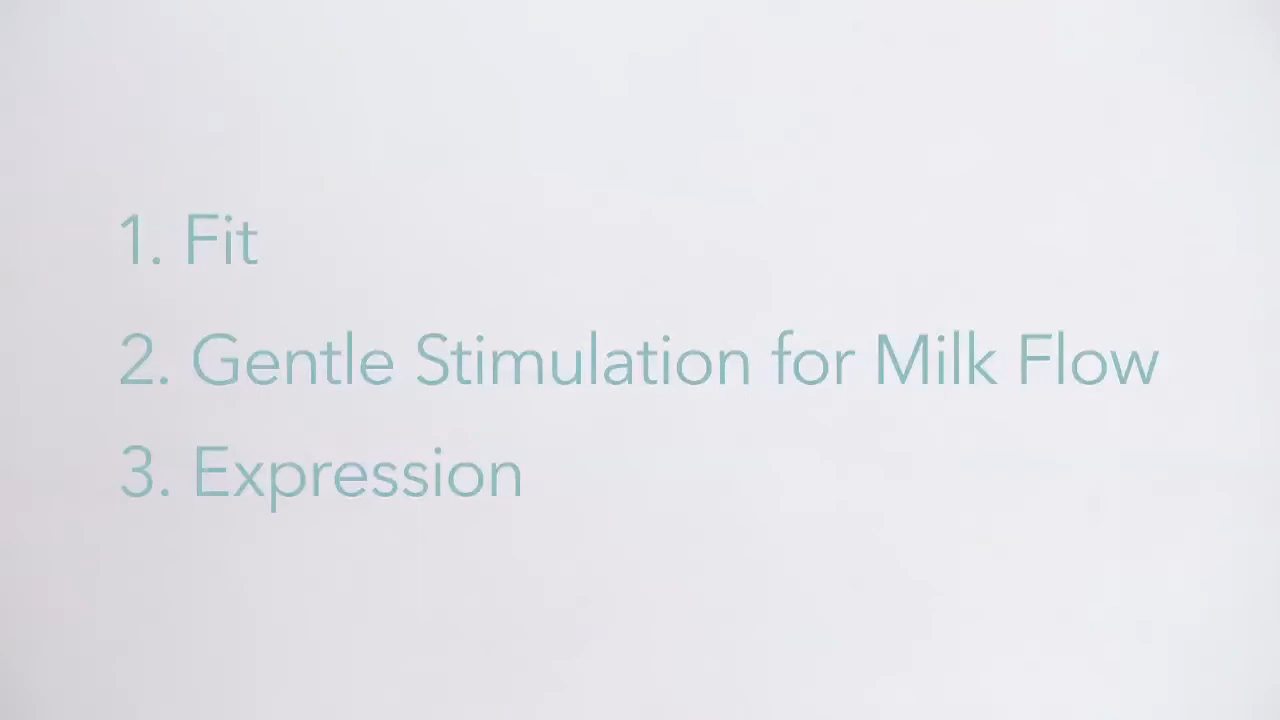 1. Fit
2. Gentle Stimulation for Milk Flow
3. Expression